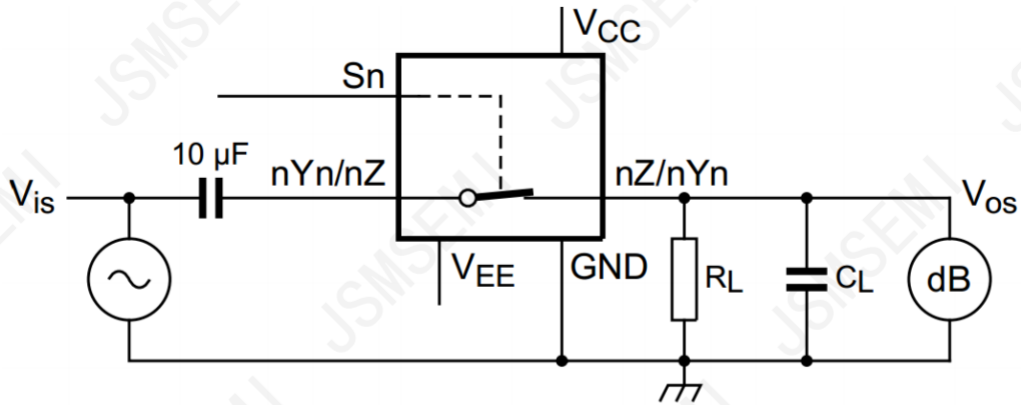 VCC
Sn
10 µF
nYn/nZ
nZ/nYn
Vis
Vos
VEE
GND
RL
CL
dB
JSMSEMI
JSMSEMI
JSMSEMI
JSMSEMI
JSMSEMI